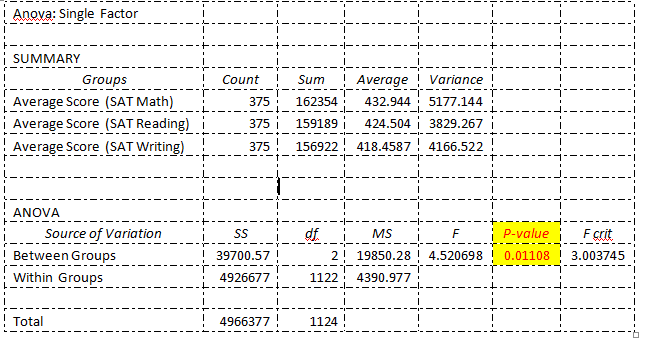 Anova: Single Factor
SUMMARY
Groups Count Sum Average Variance
Average Score (SAT Math) 375 162354 432.944 5177.144
Average Score (SAT Reading) 375 159189 424.504 3829.267
Average Score (SAT Writing) 375 156922 418.4587 4166.522
ANOVA
Source of Variation SS df MS F P-value F crit
Between Groups 39700.57 2 19850.28 4.520698 0.01108 3.003745
Within Groups 4926677 1122 4390.977
Total 4966377 1124